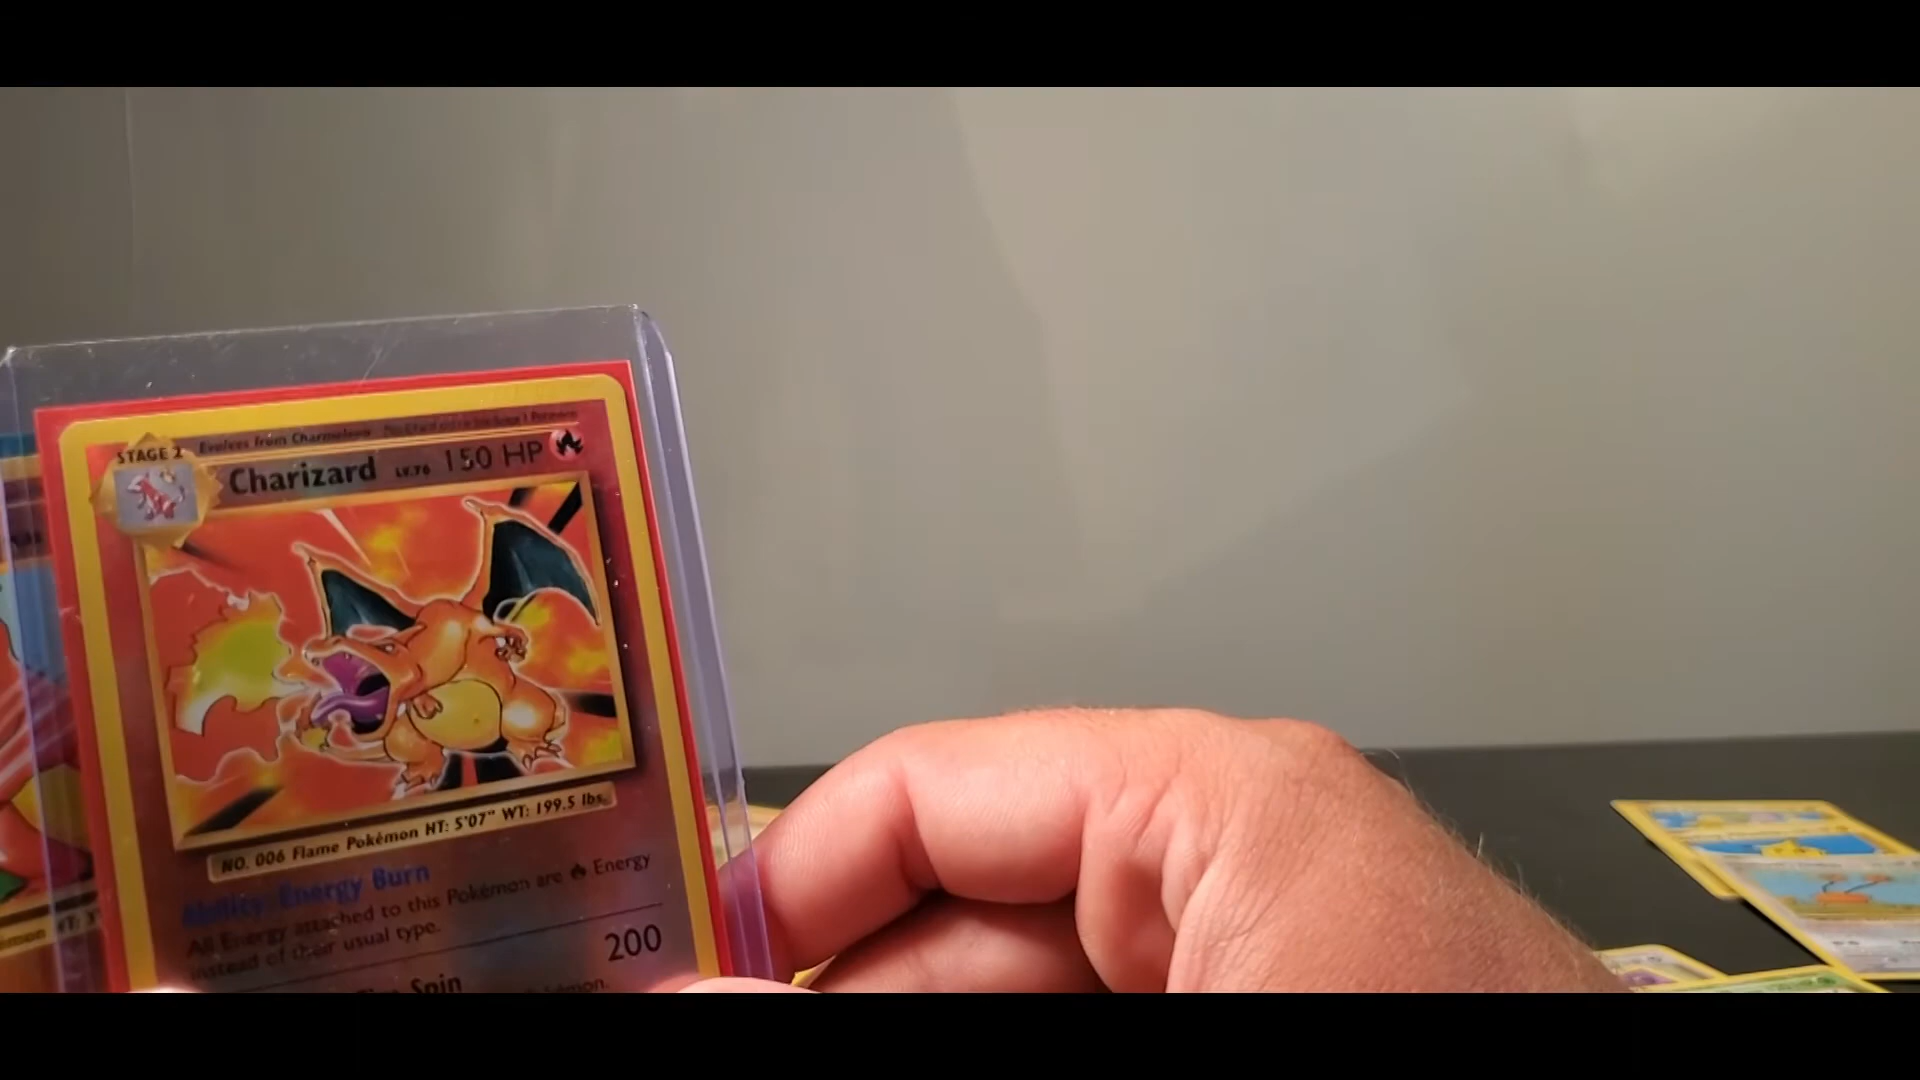 Evolves from Charmeleon
STAGE 2
Charizard LV.76 150 HP
NO. 006 Flame Pokémon HT: 5'07" WT: 199.5 lbs.
Ability: Energy Burn
All Energy attached to this Pokémon are Energy
instead of their usual type.
200
Spin